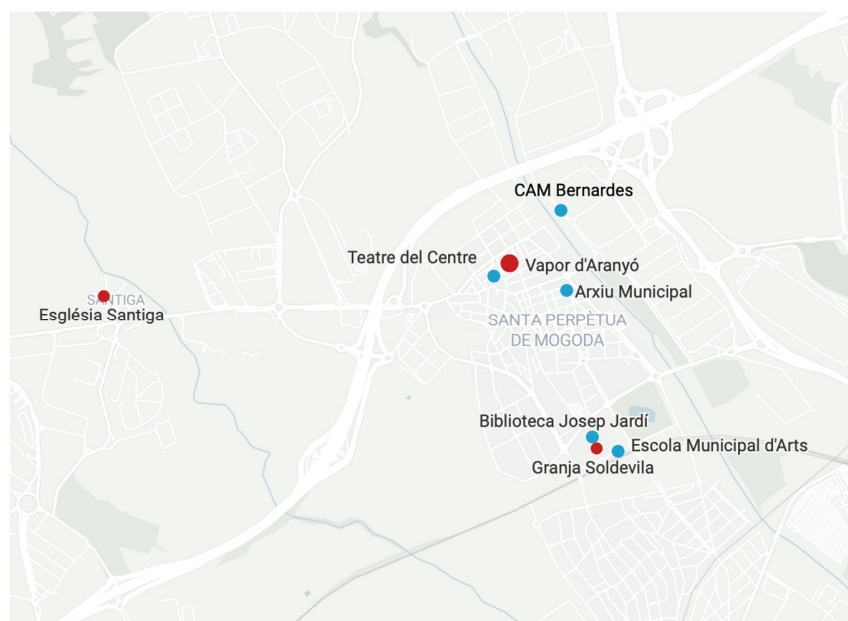 CAM Bernardes
Teatre del Centre
Vapor d'Aranyó
Arxiu Municipal
SANTIGA
Església Santiga
SANTA PERPÈTUA
DE MOGODA
Biblioteca Josep Jardí
Escola Municipal d'Arts
Granja Soldevila